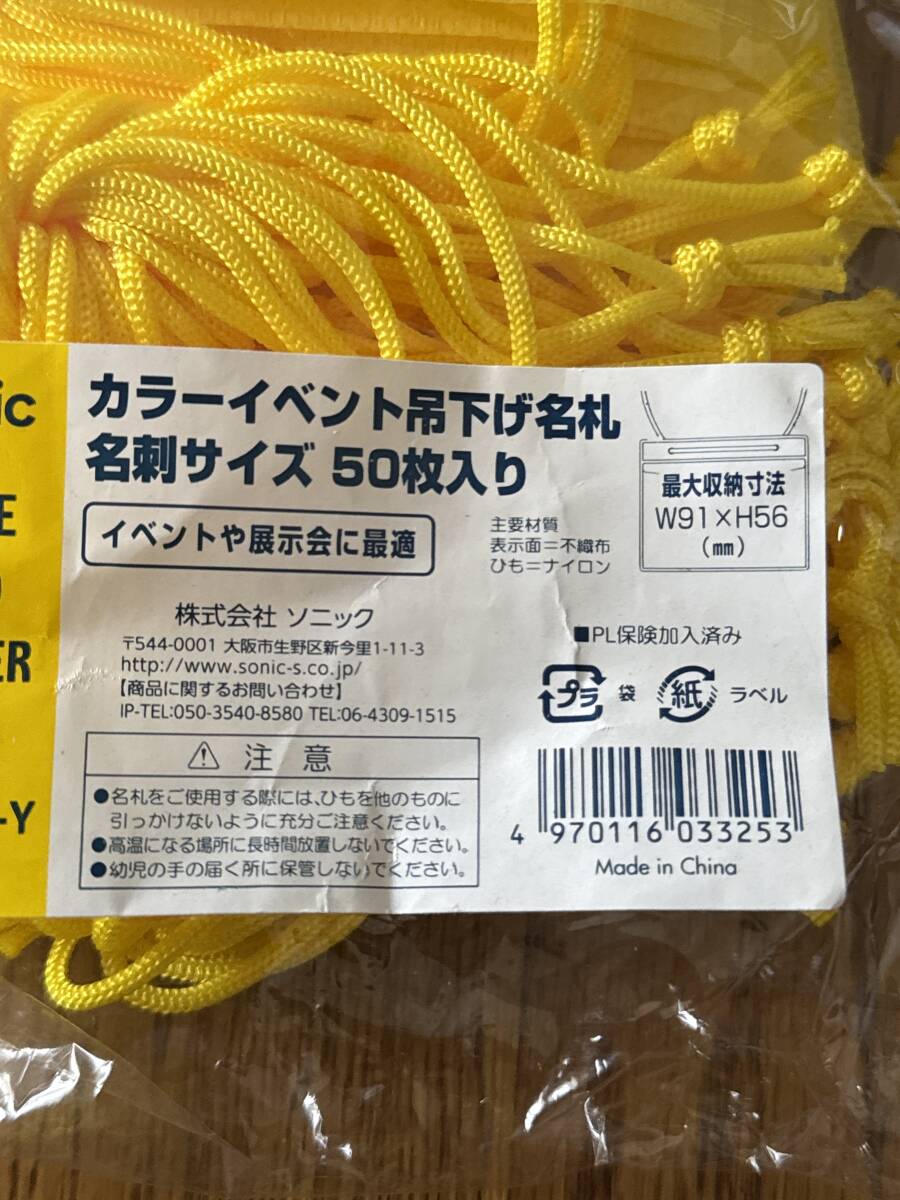 ic
E
ER
-Y
カラーイベント吊下げ名札
名刺サイズ 50枚入り
イベントや展示会に最適
主要材質
表示面=不織布
ひも=ナイロン
最大収納寸法
W91×H56
(㎜)
株式会社 ソニック
〒544-0001 大阪市生野区新今里1-11-3
http://www.sonic-s.co.jp/
【商品に関するお問い合わせ】
IP-TEL:050-3540-8580 TEL:06-4309-1515
■PL保険加入済み
プラ 袋 紙 ラベル
注 意
●名札をご使用する際には、ひもを他のものに
引っかけないように充分ご注意ください。
●高温になる場所に長時間放置しないでください。
●幼児の手の届く所に保管しないでください。
4 970116 033253
Made in China